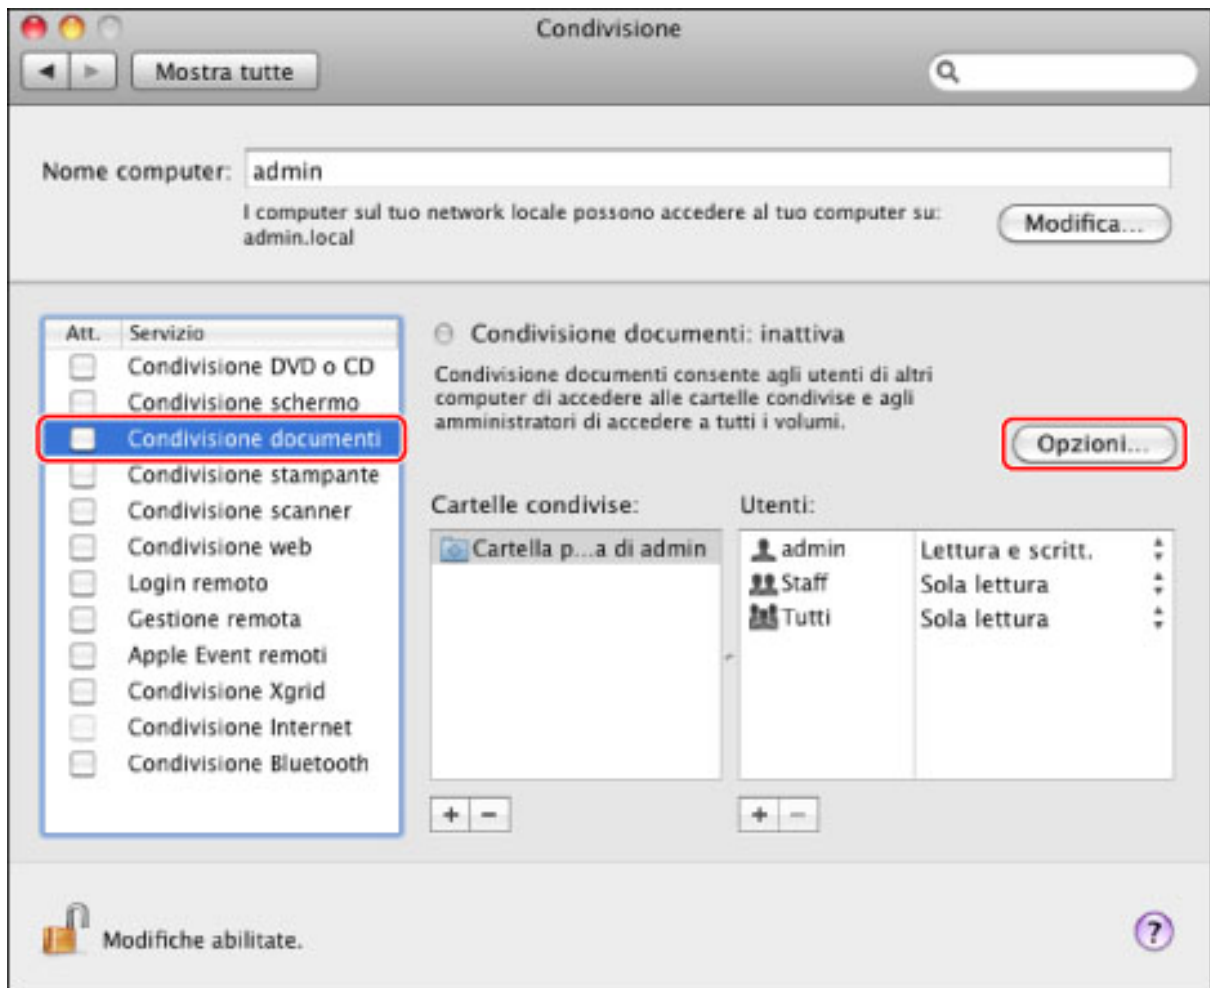 Condivisione
Mostra tutte
Nome computer: admin
I computer sul tuo network locale possono accedere al tuo computer su:
admin.local
Modifica...
Att. Servizio
Condivisione DVD o CD
Condivisione schermo
Condivisione documenti
Condivisione stampante
Condivisione scanner
Condivisione web
Login remoto
Gestione remota
Apple Event remoti
Condivisione Xgrid
Condivisione Internet
Condivisione Bluetooth
Condivisione documenti: inattiva
Condivisione documenti consente agli utenti di altri
computer di accedere alle cartelle condivise e agli
amministratori di accedere a tutti i volumi.
Opzioni...
Cartelle condivise:
Cartella p...a di admin
Utenti:
admin Lettura e scritt.
Staff Sola lettura
Tutti Sola lettura
+ −
+ −
Modifiche abilitate.
?